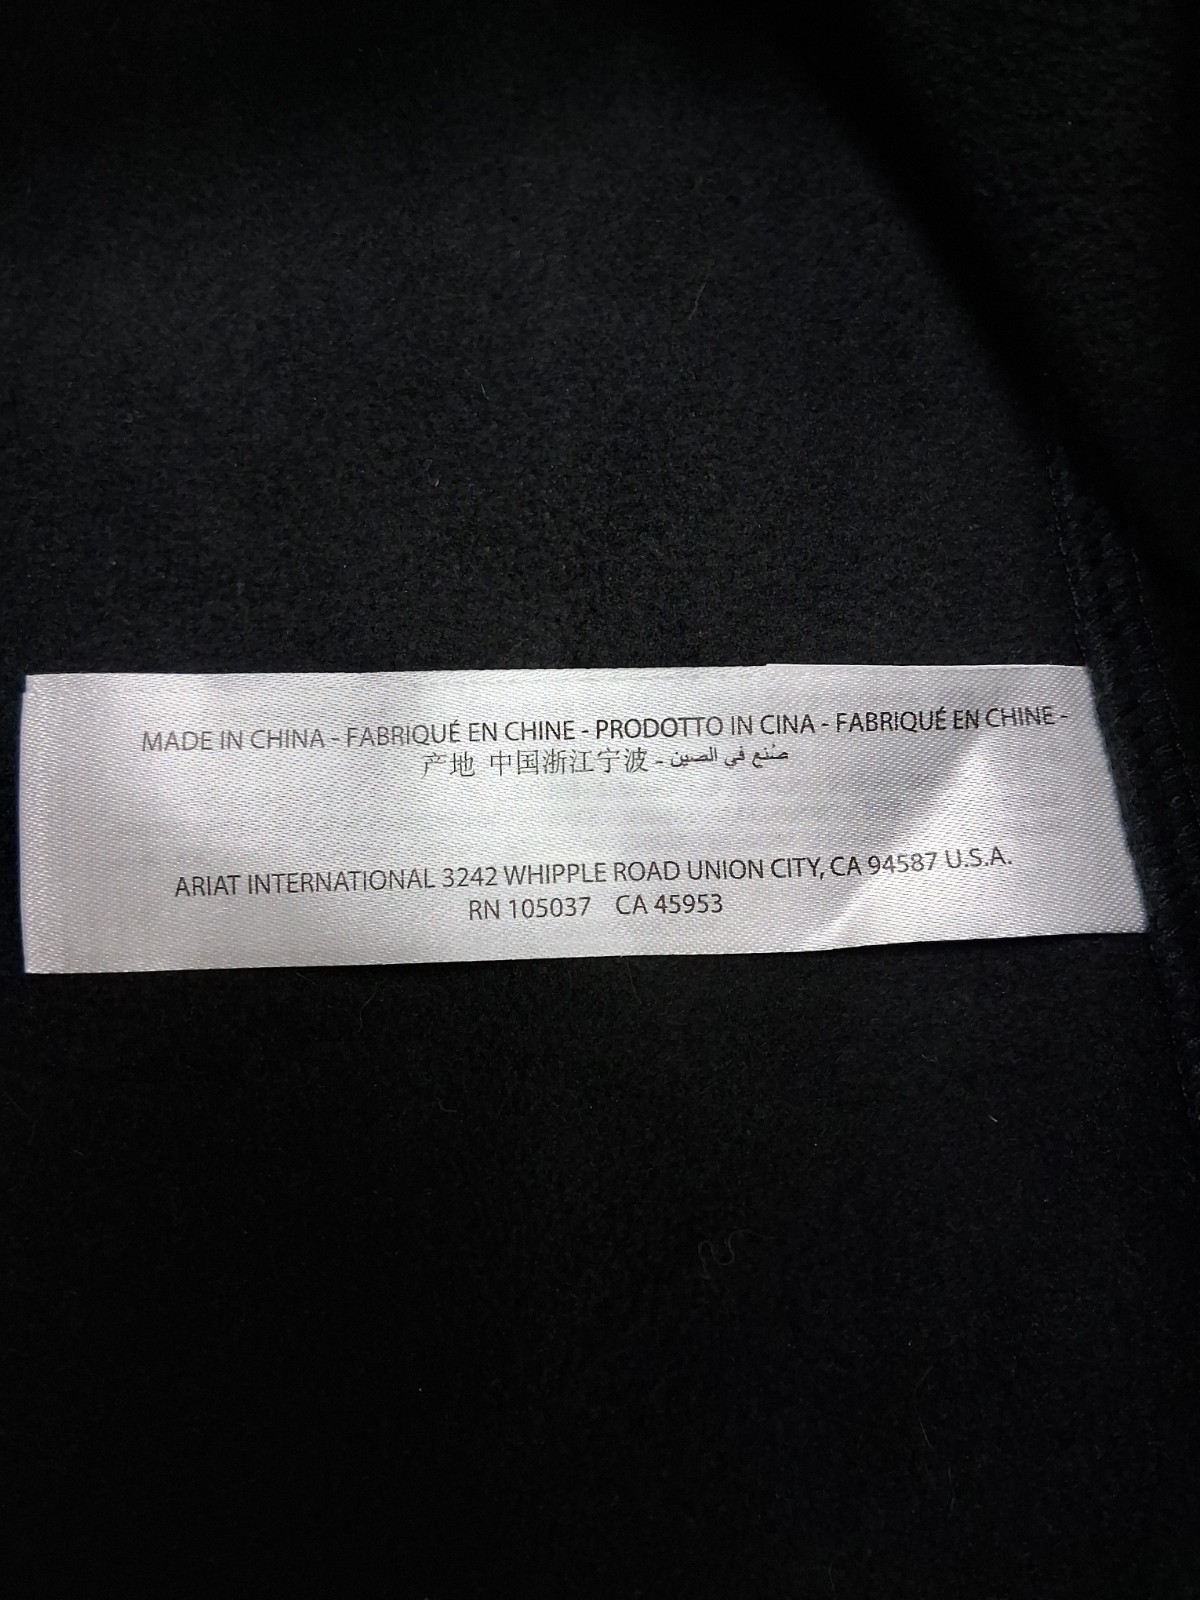 MADE IN CHINA - FABRIQUÉ EN CHINE - PRODOTTO IN CINA - FABRIQUÉ EN CHINE -
产地 中国浙江宁波 - صُنع في الصين
ARIAT INTERNATIONAL 3242 WHIPPLE ROAD UNION CITY, CA 94587 U.S.A.
RN 105037 CA 45953